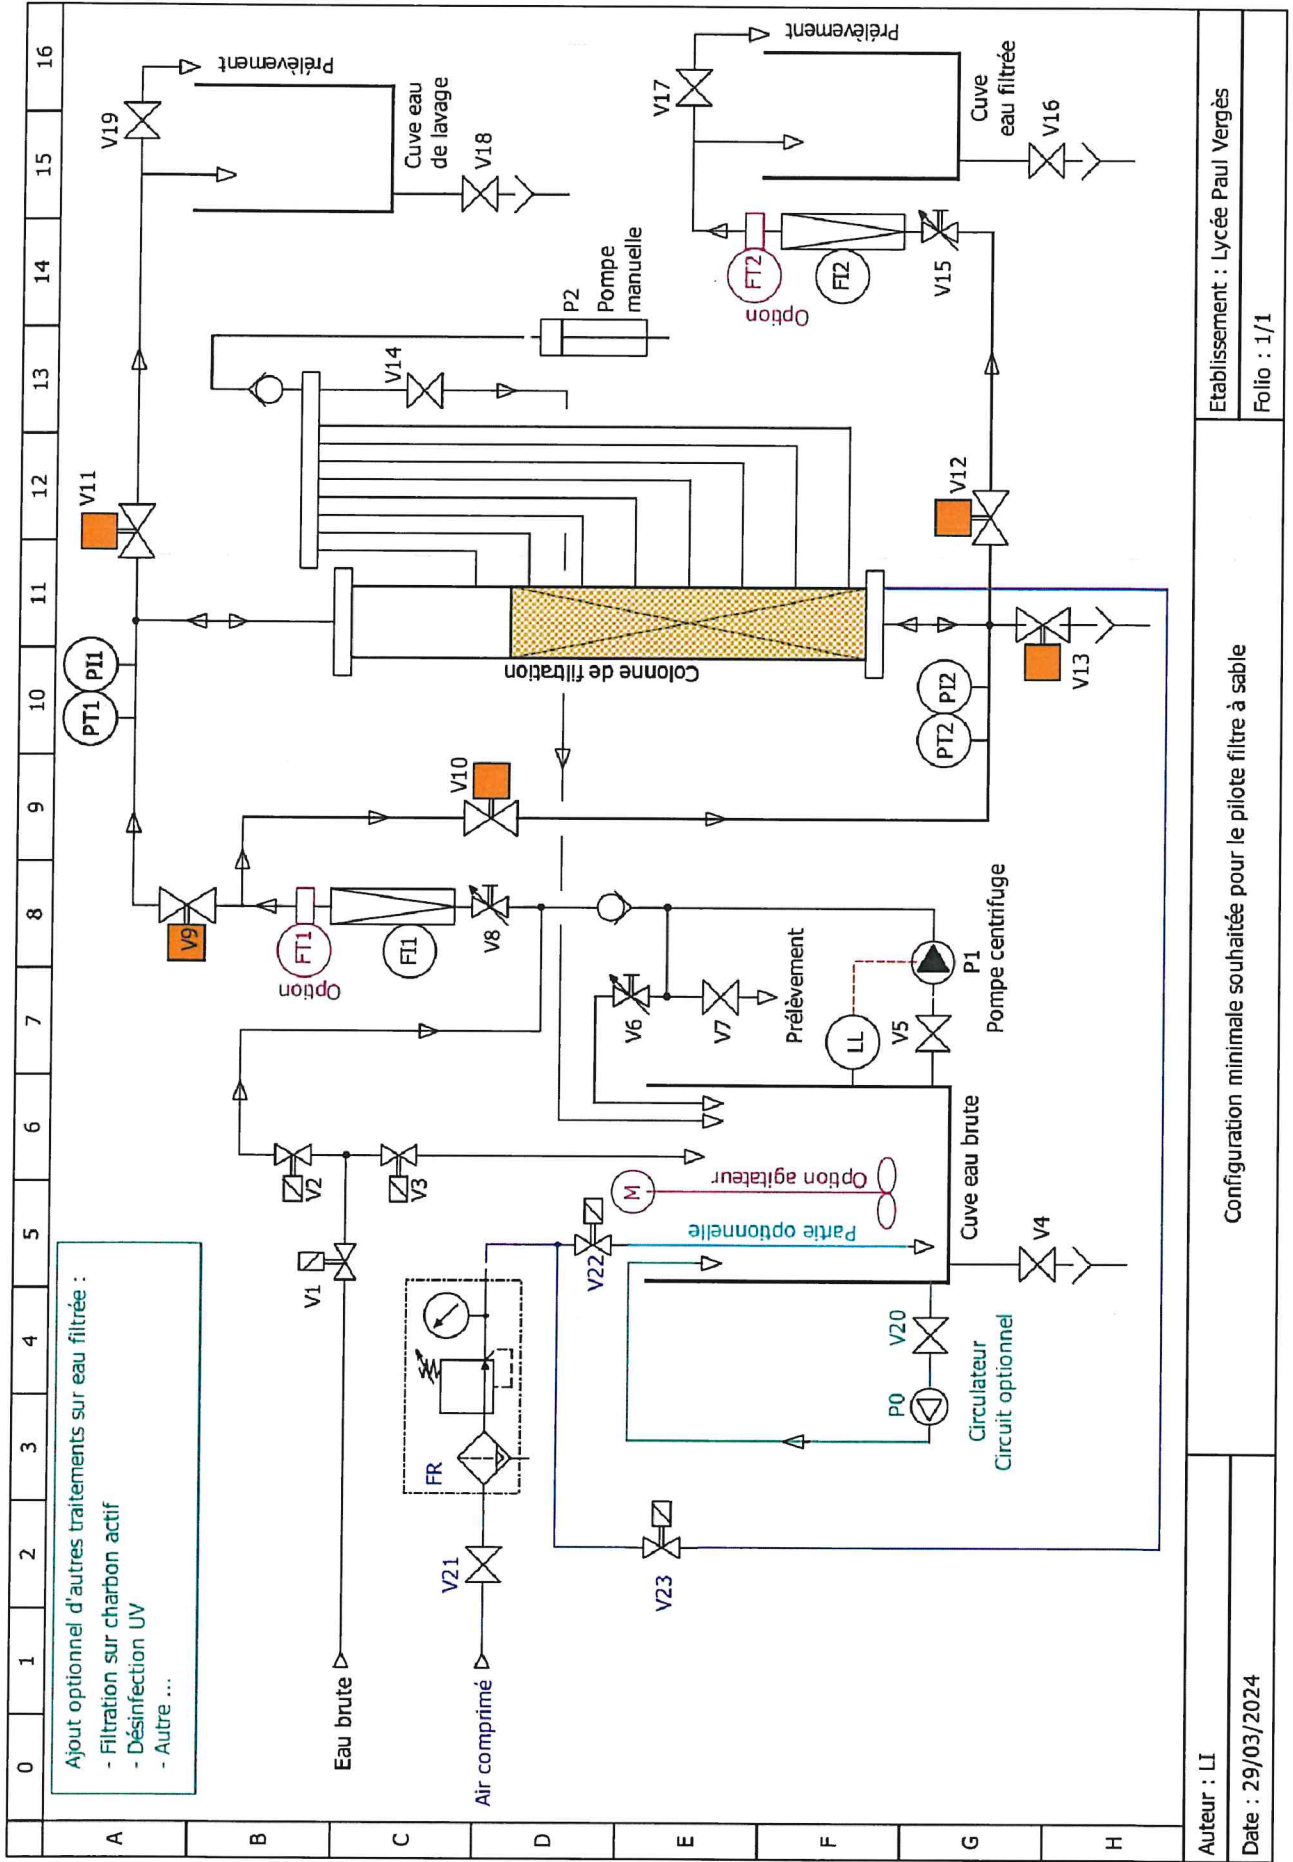 0 1 2 3 4 5 6 7 8 9 10 11 12 13 14 15 16
A
B
C
D
E
F
G
H
Ajout optionnel d'autres traitements sur eau filtrée :
- Filtration sur charbon actif
- Désinfection UV
- Autre ...
Eau brute
Air comprimé
V1
V2
V3
V21
FR
V22
V23
Partie optionnelle
M
Option agitateur
P0
V20
Circulateur
Circuit optionnel
Cuve eau brute
V4
LL
V5
P1
Pompe centrifuge
V6
V7
Prélèvement
V8
FI1
FT1
Option
V9
V10
PT1
PI1
V11
Colonne de filtration
PT2
PI2
V13
V12
V14
P2
Pompe
manuelle
V15
FI2
FT2
Option
V19
Prélèvement
Cuve eau
de lavage
V18
V17
Prélèvement
Cuve
eau filtrée
V16
Auteur : LI
Date : 29/03/2024
Configuration minimale souhaitée pour le pilote filtre à sable
Etablissement : Lycée Paul Vergès
Folio : 1/1